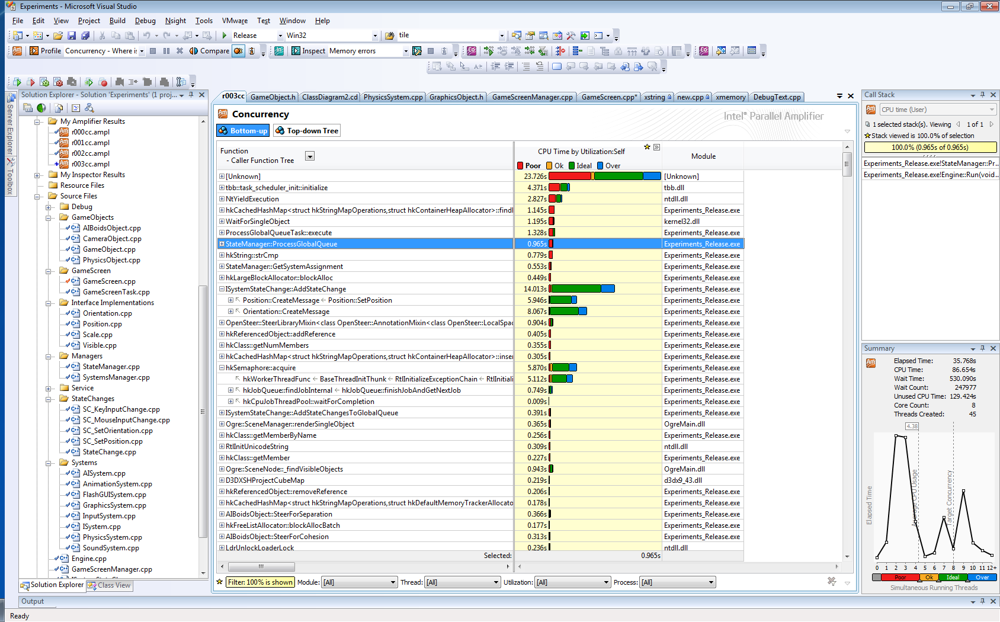 Experiments - Microsoft Visual Studio
File Edit View Project Build Debug Nsight Tools VMware Test Window Help
Release Win32 tile
Profile Concurrency - Where is Compare Inspect Memory errors
Solution Explorer - Solution 'Experiments' (1 proj...
Server Explorer
Toolbox
My Amplifier Results
r000cc.ampl
r001cc.ampl
r002cc.ampl
r003cc.ampl
My Inspector Results
Resource Files
Source Files
Debug
GameObjects
AIBoidsObject.cpp
CameraObject.cpp
GameObject.cpp
PhysicsObject.cpp
GameScreen
GameScreen.cpp
GameScreenTask.cpp
Interface Implementations
Orientation.cpp
Position.cpp
Scale.cpp
Visible.cpp
Managers
StateManager.cpp
SystemsManager.cpp
Service
StateChanges
SC_KeyInputChange.cpp
SC_MouseInputChange.cpp
SC_SetOrientation.cpp
SC_SetPosition.cpp
StateChange.cpp
Systems
AISystem.cpp
AnimationSystem.cpp
FlashGUISystem.cpp
GraphicsSystem.cpp
InputSystem.cpp
ISystem.cpp
PhysicsSystem.cpp
SoundSystem.cpp
Engine.cpp
GameScreenManager.cpp
Solution Explorer Class View
r003cc GameObject.h ClassDiagram2.cd PhysicsSystem.cpp GraphicsObject.h GameScreenManager.cpp GameScreen.cpp* xstring new.cpp xmemory DebugText.cpp
Concurrency
Intel® Parallel Amplifier
Bottom-up Top-down Tree
Function
- Caller Function Tree
CPU Time by Utilization:Self
Module
Poor Ok Ideal Over
[Unknown] 23.726s [Unknown]
tbb::task_scheduler_init::initialize 4.371s tbb.dll
NtYieldExecution 2.827s ntdll.dll
hkCachedHashMap<struct hkStringMapOperations,struct hkContainerHeapAllocator>::findl 1.145s Experiments_Release.exe
WaitForSingleObject 1.195s kernel32.dll
ProcessGlobalQueueTask::execute 1.328s Experiments_Release.exe
StateManager::ProcessGlobalQueue 0.965s Experiments_Release.exe
hkString::strCmp 0.779s Experiments_Release.exe
StateManager::GetSystemAssignment 0.553s Experiments_Release.exe
hkLargeBlockAllocator::blockAlloc 0.449s Experiments_Release.exe
ISystemStateChange::AddStateChange 14.013s Experiments_Release.exe
Position::CreateMessage ← Position::SetPosition 5.946s Experiments_Release.exe
Orientation::CreateMessage 8.067s Experiments_Release.exe
OpenSteer::SteerLibraryMixin<class OpenSteer::AnnotationMixin<class OpenSteer::LocalSpac 0.904s Experiments_Release.exe
hkReferencedObject::addReference 0.405s Experiments_Release.exe
hkClass::getNumMembers 0.355s Experiments_Release.exe
hkCachedHashMap<struct hkStringMapOperations,struct hkContainerHeapAllocator>::inser 0.305s Experiments_Release.exe
hkSemaphore::acquire 5.870s Experiments_Release.exe
hkWorkerThreadFunc ← BaseThreadInitThunk ← RtlInitializeExceptionChain ← RtlInitiali 5.112s Experiments_Release.exe
hkJobQueue::findJobInternal ← hkJobQueue::finishJobAndGetNextJob 0.749s Experiments_Release.exe
hkCpuJobThreadPool::waitForCompletion 0.009s Experiments_Release.exe
ISystemStateChange::AddStateChangesToGlobalQueue 0.391s Experiments_Release.exe
Ogre::SceneManager::renderSingleObject 0.365s OgreMain.dll
hkClass::getMemberByName 0.256s Experiments_Release.exe
RtlInitUnicodeString 0.309s ntdll.dll
hkClass::getMember 0.227s Experiments_Release.exe
Ogre::SceneNode::_findVisibleObjects 0.943s OgreMain.dll
D3DXSHProjectCubeMap 0.219s d3dx9_43.dll
hkReferencedObject::removeReference 0.206s Experiments_Release.exe
hkCachedHashMap<struct hkStringMapOperations,struct hkDefaultMemoryTrackerAllocato 0.178s Experiments_Release.exe
AIBoidsObject::SteerForSeparation 0.366s Experiments_Release.exe
hkFreeListAllocator::blockAllocBatch 0.177s Experiments_Release.exe
AIBoidsObject::SteerForCohesion 0.313s Experiments_Release.exe
LdrUnlockLoaderLock 0.236s ntdll.dll
Selected: 0.965s
Filter: 100% is shown Module: [All] Thread: [All] Utilization: [All] Process: [All]
Call Stack
CPU time (User)
1 selected stack(s). Viewing 1 of 1
Stack viewed is 100.0% of selection
100.0% (0.965s of 0.965s)
Experiments_Release.exe!StateManager::Pr...
Experiments_Release.exe!Engine::Run(void...
Summary
Elapsed Time: 35.768s
CPU Time: 86.654s
Wait Time: 530.090s
Wait Count: 247977
Unused CPU Time: 129.424s
Core Count: 8
Threads Created: 45
4.38
Elapsed Time
Average CPU Usage
Target Concurrency
0 1 2 3 4 5 6 7 8 9 10 11 12+
Poor Ok Ideal Over
Simultaneous Running Threads
Output
Ready